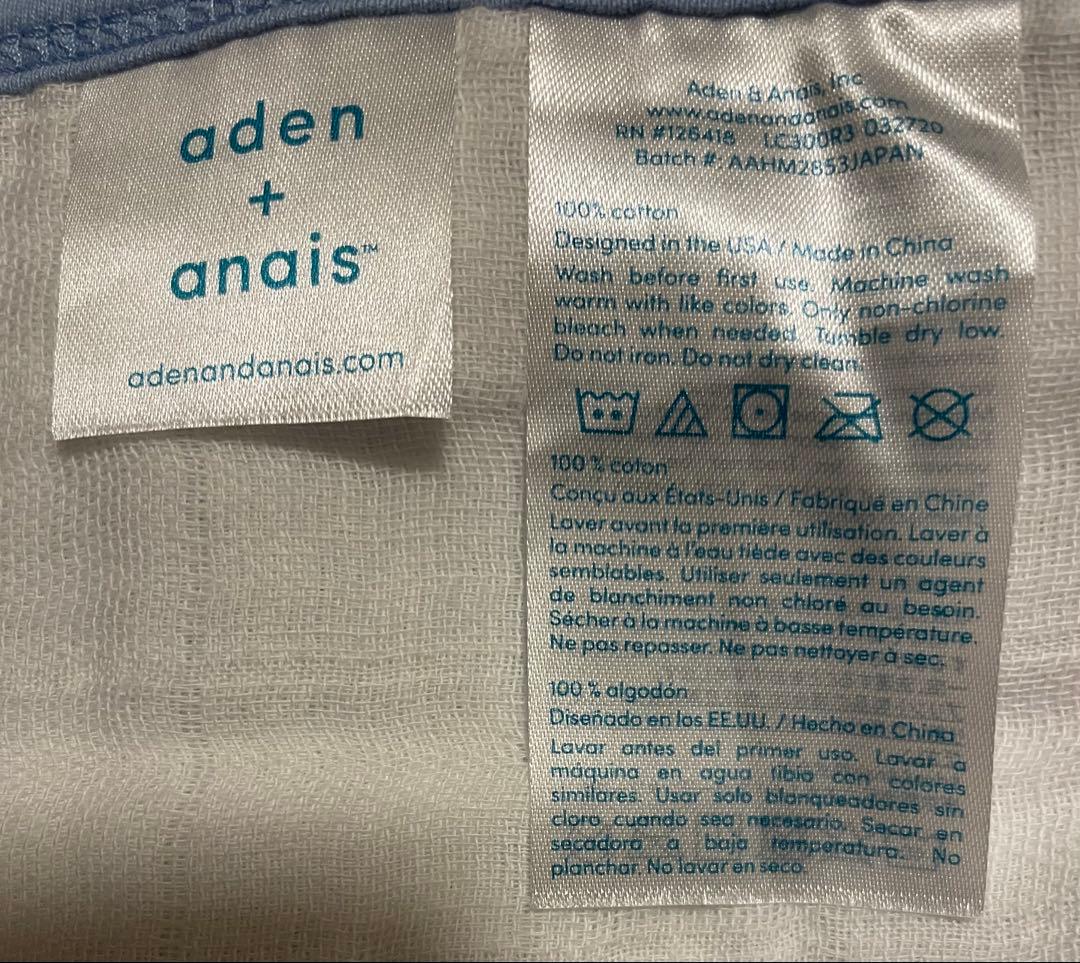 aden
+
anais™
adenandanais.com
Aden & Anais, Inc
www.adenandanais.com
RN #126418 LC300R3 032720
Batch #: AAHM2853JAPAN
100% cotton
Designed in the USA / Made in China
Wash before first use. Machine wash
warm with like colors. Only non-chlorine
bleach when needed. Tumble dry low.
Do not iron. Do not dry clean.
100 % coton
Conçu aux États-Unis / Fabriqué en Chine
Laver avant la première utilisation. Laver à
la machine à l'eau tiède avec des couleurs
semblables. Utiliser seulement un agent
de blanchiment non chloré au besoin.
Sécher à la machine à basse température.
Ne pas repasser. Ne pas nettoyer à sec.
100 % algodón
Diseñado en los EE.UU. / Hecho en China
Lavar antes del primer uso. Lavar a
máquina en agua tibia con colores
similares. Usar solo blanqueadores sin
cloro cuando sea necesario. Secar en
secadora a baja temperatura. No
planchar. No lavar en seco.